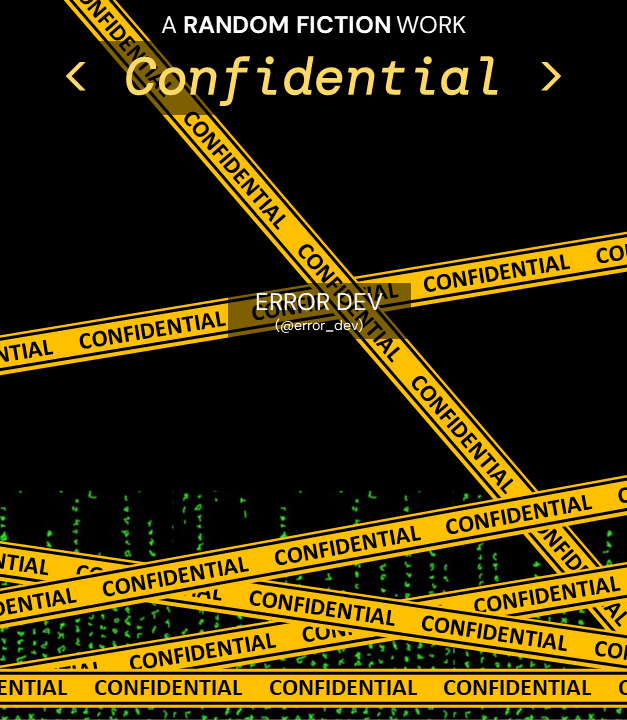 A RANDOM FICTION WORK
< Confidential >
CONFIDENTIAL CONFIDENTIAL CONFIDENTIAL CONFIDENTIAL
CONFIDENTIAL CONFIDENTIAL CONFIDENTIAL
ERROR DEV
(@error_dev)
CONFIDENTIAL CONFIDENTIAL CONFIDENTIAL
CONFIDENTIAL CONFIDENTIAL
CONFIDENTIAL CONFIDENTIAL
CONFIDENTIAL CONFIDENTIAL CONFIDENTIAL